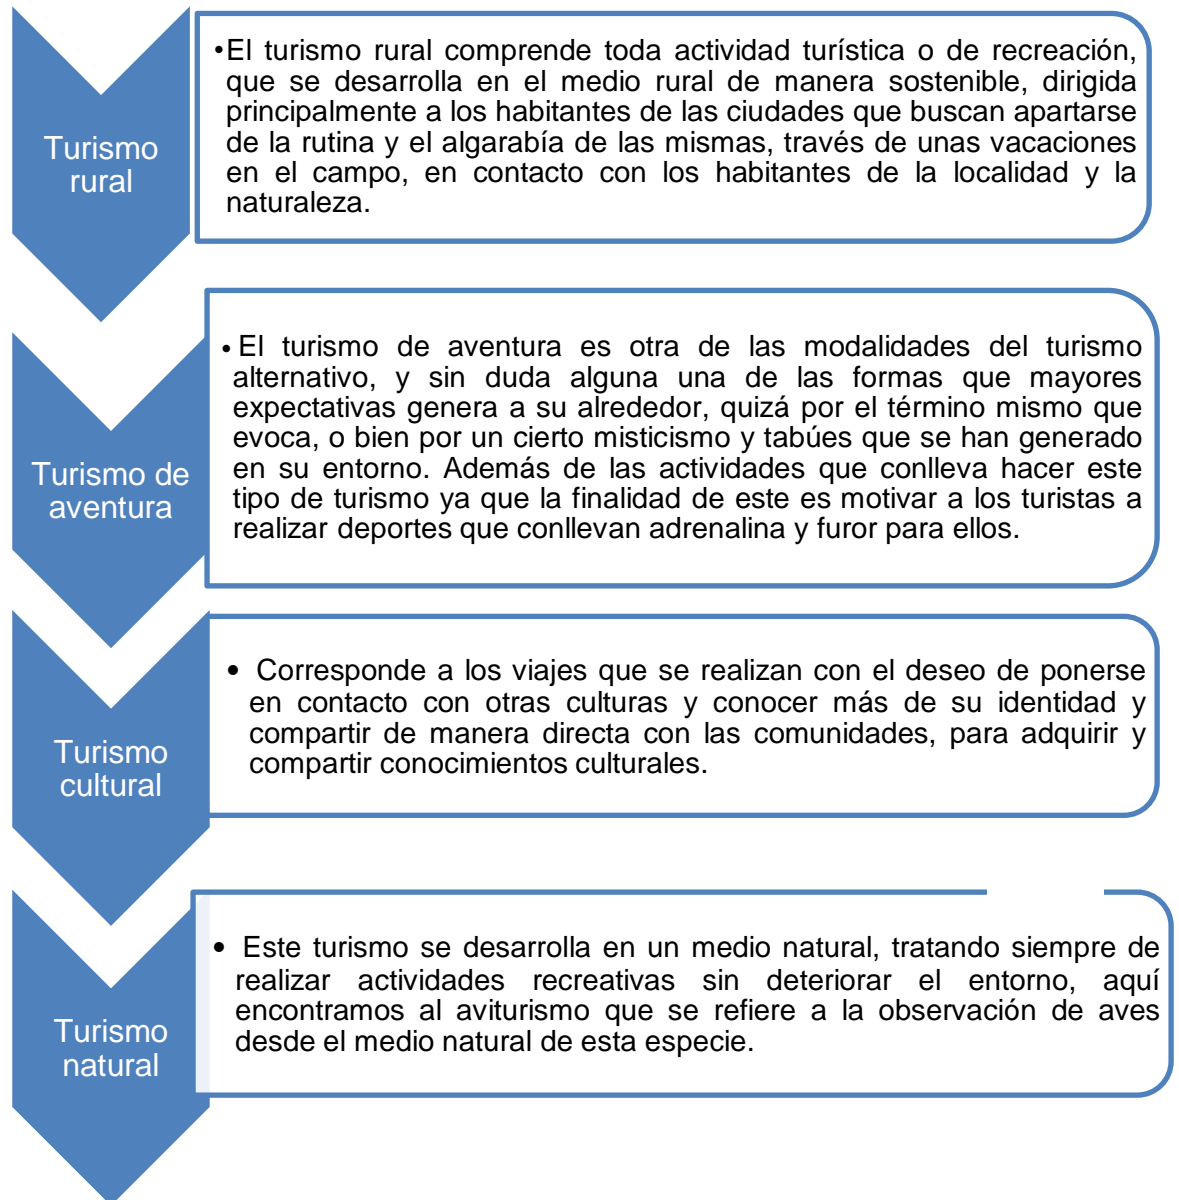 Turismo
rural
•El turismo rural comprende toda actividad turística o de recreación,
que se desarrolla en el medio rural de manera sostenible, dirigida
principalmente a los habitantes de las ciudades que buscan apartarse
de la rutina y el algarabía de las mismas, través de unas vacaciones
en el campo, en contacto con los habitantes de la localidad y la
naturaleza.
Turismo de
aventura
• El turismo de aventura es otra de las modalidades del turismo
alternativo, y sin duda alguna una de las formas que mayores
expectativas genera a su alrededor, quizá por el término mismo que
evoca, o bien por un cierto misticismo y tabúes que se han generado
en su entorno. Además de las actividades que conlleva hacer este
tipo de turismo ya que la finalidad de este es motivar a los turistas a
realizar deportes que conllevan adrenalina y furor para ellos.
Turismo
cultural
• Corresponde a los viajes que se realizan con el deseo de ponerse
en contacto con otras culturas y conocer más de su identidad y
compartir de manera directa con las comunidades, para adquirir y
compartir conocimientos culturales.
Turismo
natural
• Este turismo se desarrolla en un medio natural, tratando siempre de
realizar actividades recreativas sin deteriorar el entorno, aquí
encontramos al aviturismo que se refiere a la observación de aves
desde el medio natural de esta especie.